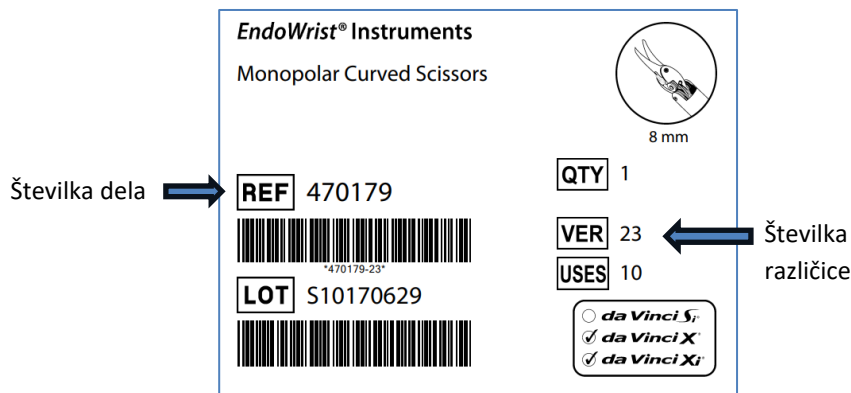 EndoWrist® Instruments
Monopolar Curved Scissors
8 mm
Številka dela
REF 470179
*470179-23*
LOT S10170629
QTY 1
VER 23
USES 10
Številka
različice
da Vinci Si
da Vinci X
da Vinci Xi